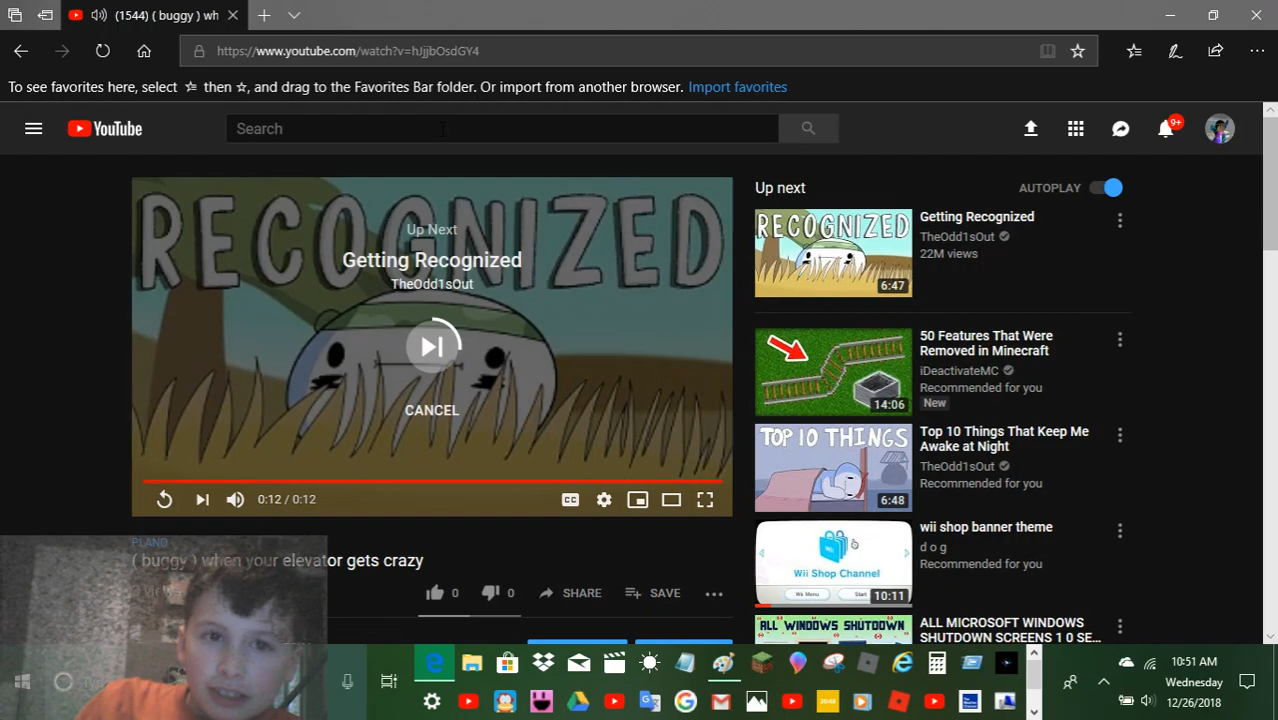 (1544) ( buggy ) wh
https://www.youtube.com/watch?v=hJjjbOsdGY4
To see favorites here, select then , and drag to the Favorites Bar folder. Or import from another browser. Import favorites
YouTube
Search
9+
RECOGNIZED
Up Next
Getting Recognized
TheOdd1sOut
CANCEL
0:12 / 0:12
CC
PLANO
( buggy ) when your elevator gets crazy
0
0
SHARE
SAVE
Up next
AUTOPLAY
RECOGNIZED
6:47
Getting Recognized
TheOdd1sOut
22M views
14:06
50 Features That Were
Removed in Minecraft
iDeactivateMC
Recommended for you
New
TOP 10 THINGS
6:48
Top 10 Things That Keep Me
Awake at Night
TheOdd1sOut
Recommended for you
Wii Shop Channel
Wii Menu
Start
10:11
wii shop banner theme
d o g
Recommended for you
ALL WINDOWS SHUTDOWN
ALL MICROSOFT WINDOWS
SHUTDOWN SCREENS 1 0 SE...
10:51 AM
Wednesday
12/26/2018